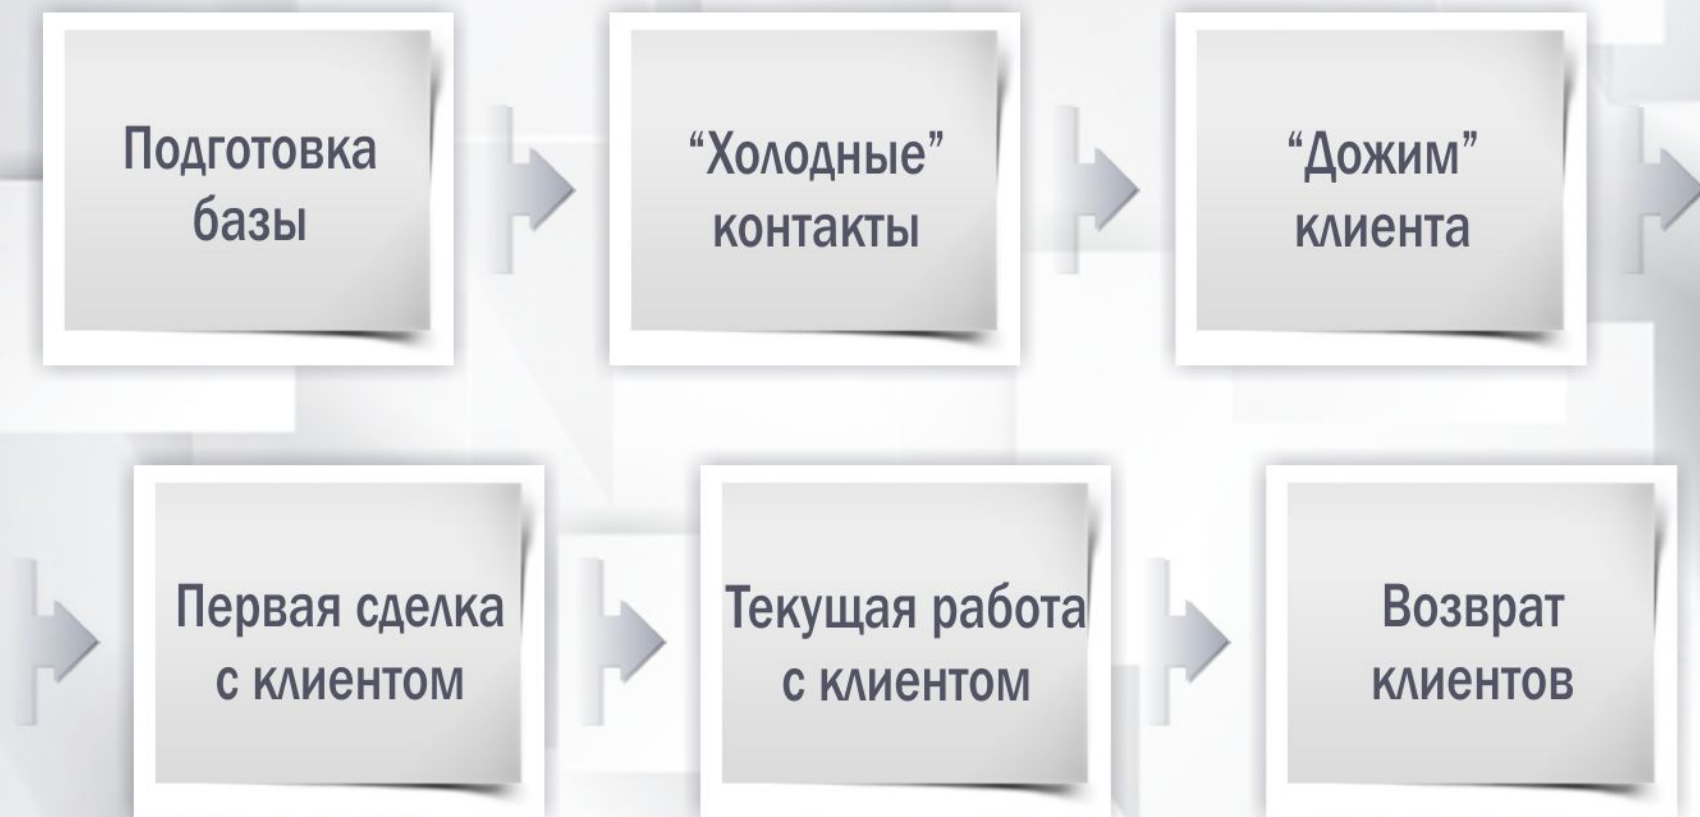 Подготовка
базы
“Холодные”
контакты
“Дожим”
клиента
Первая сделка
с клиентом
Текущая работа
с клиентом
Возврат
клиентов